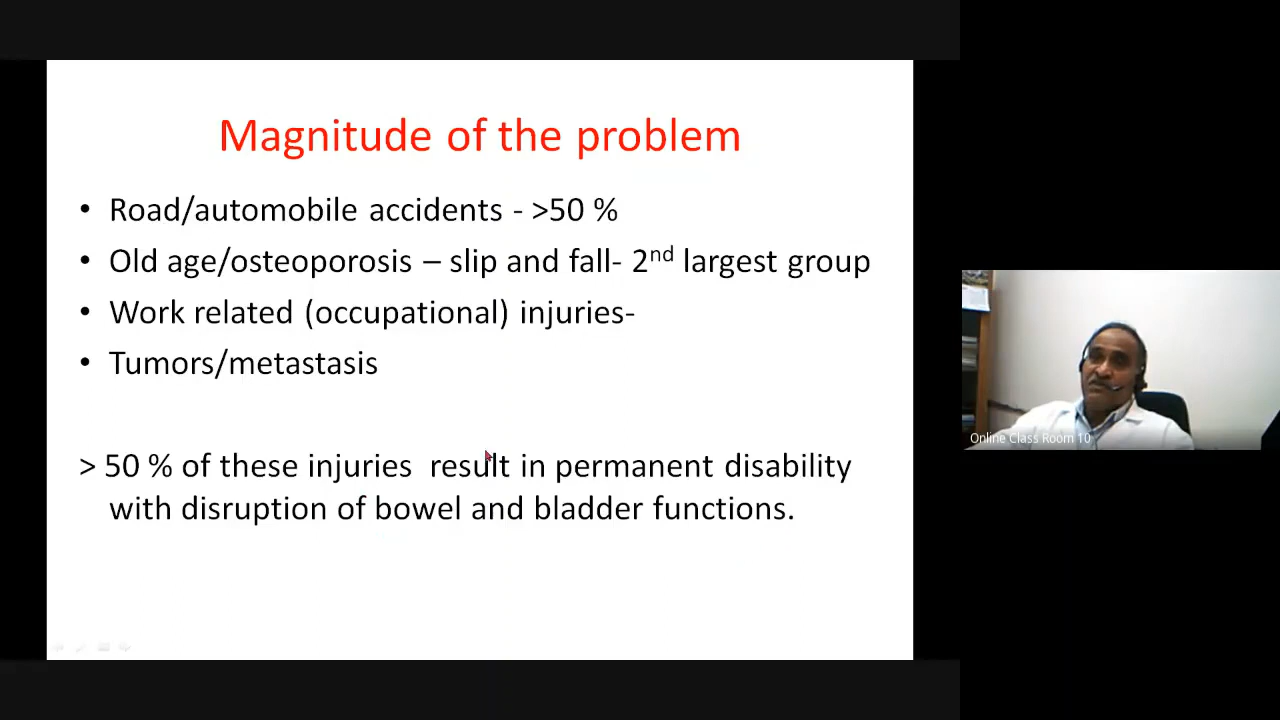 Magnitude of the problem
• Road/automobile accidents - >50 %
• Old age/osteoporosis – slip and fall- 2nd largest group
• Work related (occupational) injuries-
• Tumors/metastasis
> 50 % of these injuries  result in permanent disability
with disruption of bowel and bladder functions.
Online Class Room 10